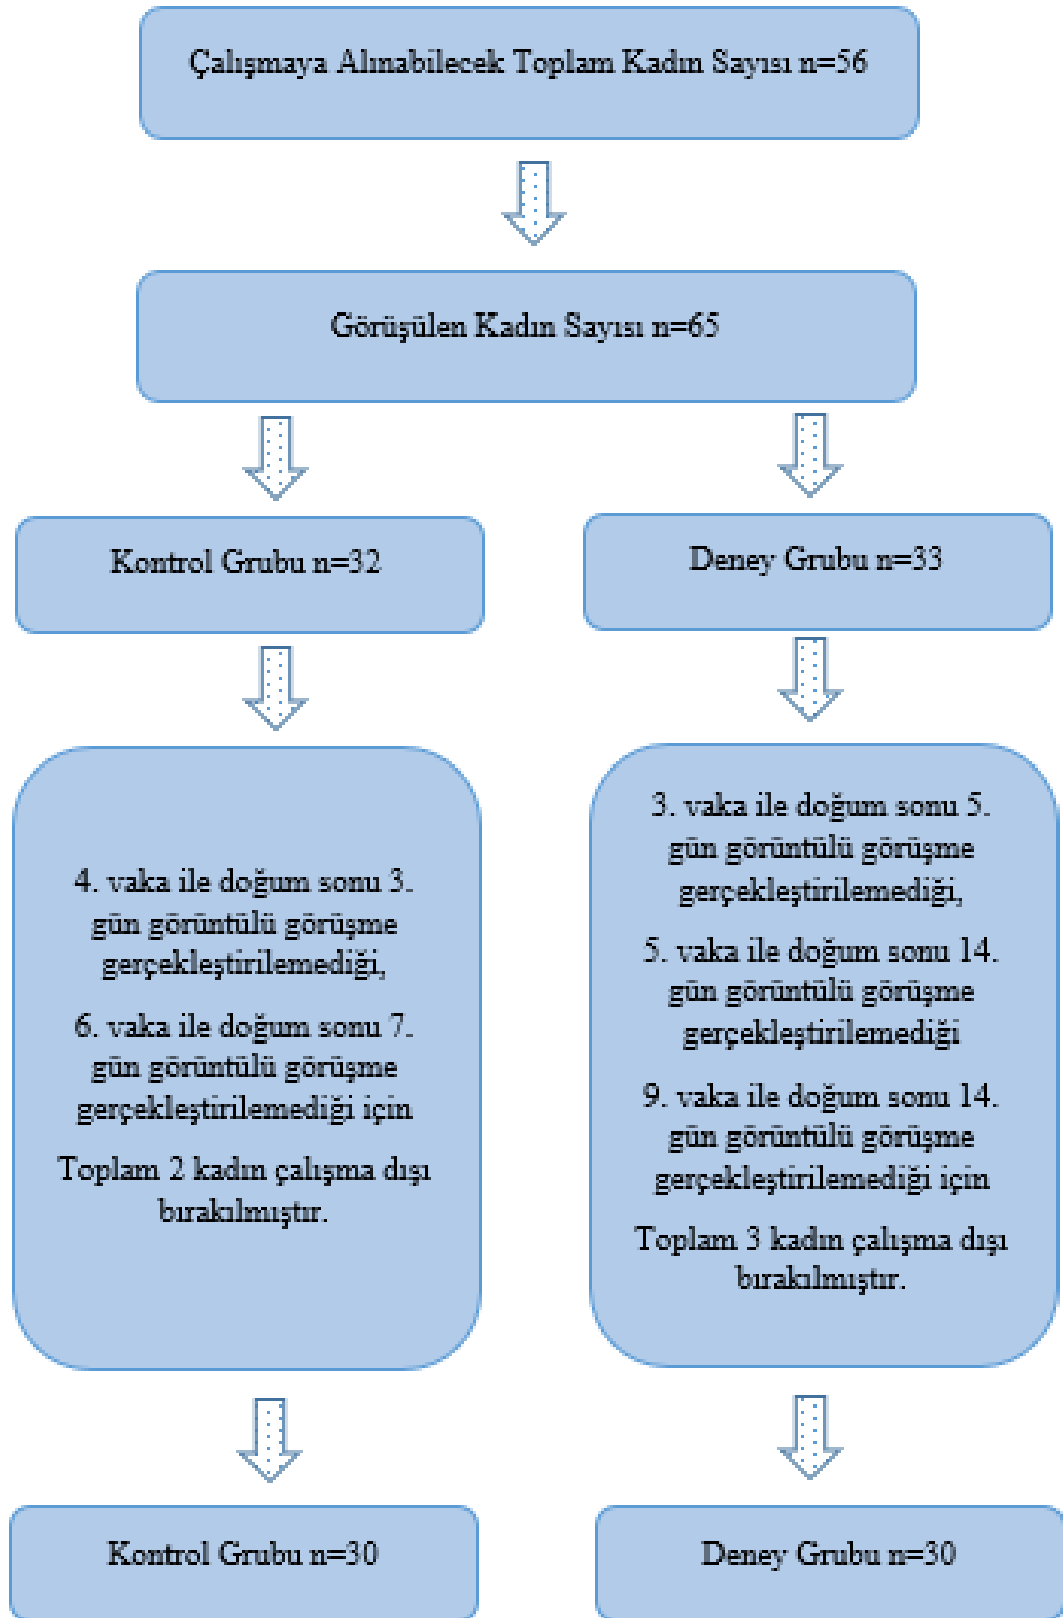 Çalışmaya Alınabilecek Toplam Kadın Sayısı n=56
Görüşülen Kadın Sayısı n=65
Kontrol Grubu n=32
Deney Grubu n=33
4. vaka ile doğum sonu 3.
gün görüntülü görüşme
gerçekleştirilemediği,
6. vaka ile doğum sonu 7.
gün görüntülü görüşme
gerçekleştirilemediği için
Toplam 2 kadın çalışma dışı
bırakılmıştır.
3. vaka ile doğum sonu 5.
gün görüntülü görüşme
gerçekleştirilemediği,
5. vaka ile doğum sonu 14.
gün görüntülü görüşme
gerçekleştirilemediği
9. vaka ile doğum sonu 14.
gün görüntülü görüşme
gerçekleştirilemediği için
Toplam 3 kadın çalışma dışı
bırakılmıştır.
Kontrol Grubu n=30
Deney Grubu n=30